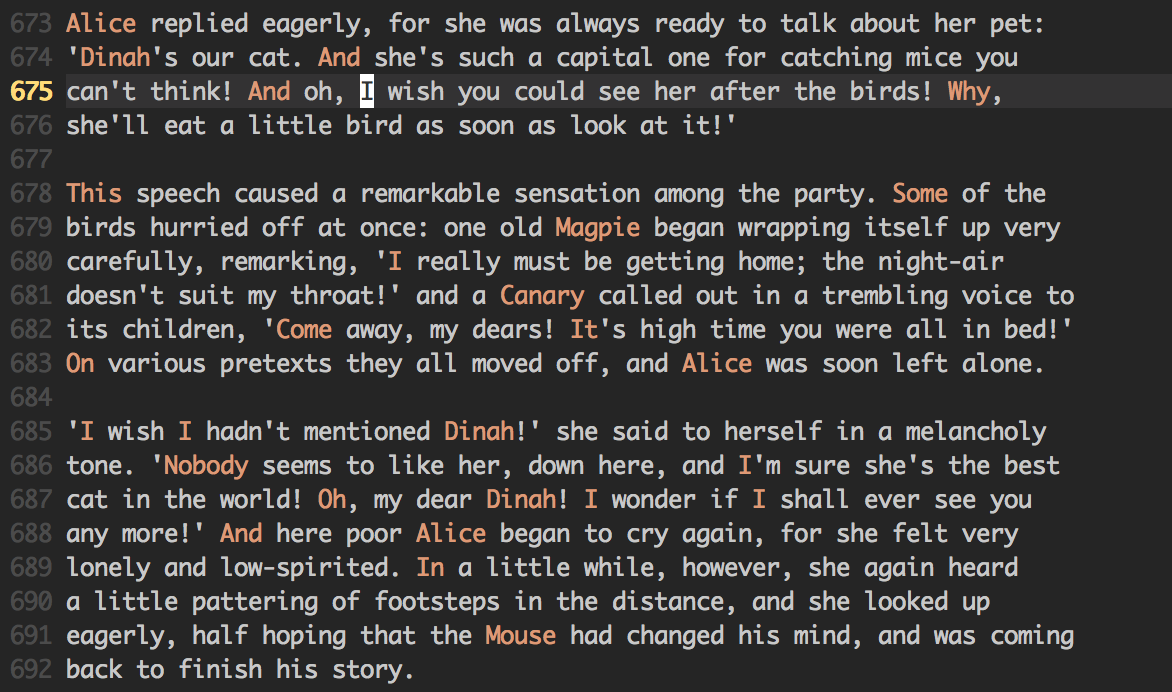 673 Alice replied eagerly, for she was always ready to talk about her pet:
674 'Dinah's our cat. And she's such a capital one for catching mice you
675 can't think! And oh, I wish you could see her after the birds! Why,
676 she'll eat a little bird as soon as look at it!'
677
678 This speech caused a remarkable sensation among the party. Some of the
679 birds hurried off at once: one old Magpie began wrapping itself up very
680 carefully, remarking, 'I really must be getting home; the night-air
681 doesn't suit my throat!' and a Canary called out in a trembling voice to
682 its children, 'Come away, my dears! It's high time you were all in bed!'
683 On various pretexts they all moved off, and Alice was soon left alone.
684
685 'I wish I hadn't mentioned Dinah!' she said to herself in a melancholy
686 tone. 'Nobody seems to like her, down here, and I'm sure she's the best
687 cat in the world! Oh, my dear Dinah! I wonder if I shall ever see you
688 any more!' And here poor Alice began to cry again, for she felt very
689 lonely and low-spirited. In a little while, however, she again heard
690 a little pattering of footsteps in the distance, and she looked up
691 eagerly, half hoping that the Mouse had changed his mind, and was coming
692 back to finish his story.